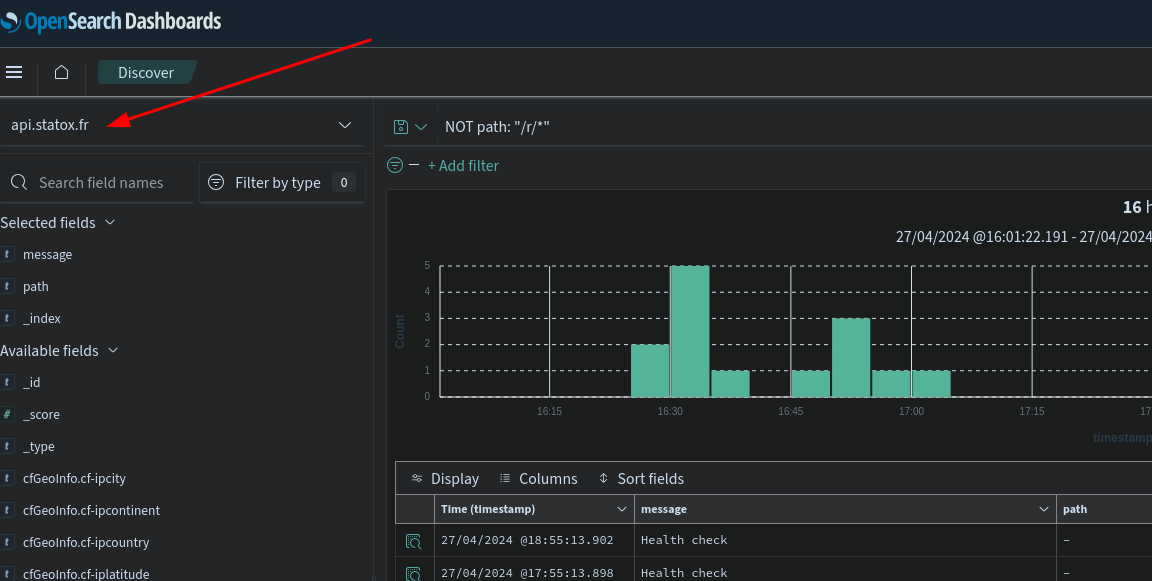 OpenSearch Dashboards
Discover
api.statox.fr
NOT path: "/r/*"
+ Add filter
Search field names
Filter by type 0
Selected fields
t message
t path
t _index
Available fields
t _id
# _score
t _type
t cfGeoInfo.cf-ipcity
t cfGeoInfo.cf-ipcontinent
t cfGeoInfo.cf-ipcountry
t cfGeoInfo.cf-iplatitude
16 h
27/04/2024 @16:01:22.191 - 27/04/2024
Count
5
4
3
2
1
0
16:15 16:30 16:45 17:00 17:15 17
timestamp
Display Columns Sort fields
Time (timestamp) message path
27/04/2024 @18:55:13.902 Health check –
27/04/2024 @17:55:13.898 Health check –